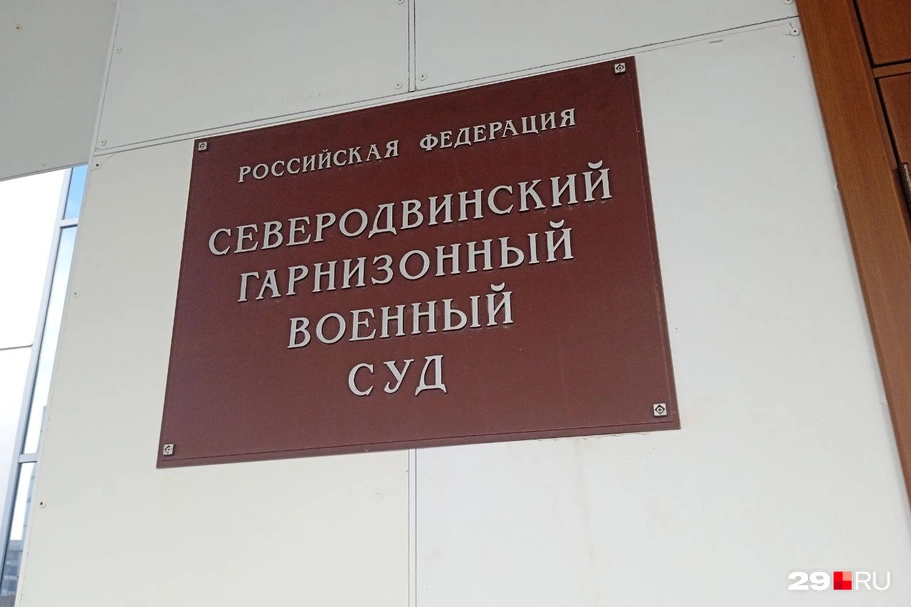 РОССИЙСКАЯ ФЕДЕРАЦИЯ
СЕВЕРОДВИНСКИЙ
ГАРНИЗОННЫЙ
ВОЕННЫЙ
СУД
29.RU